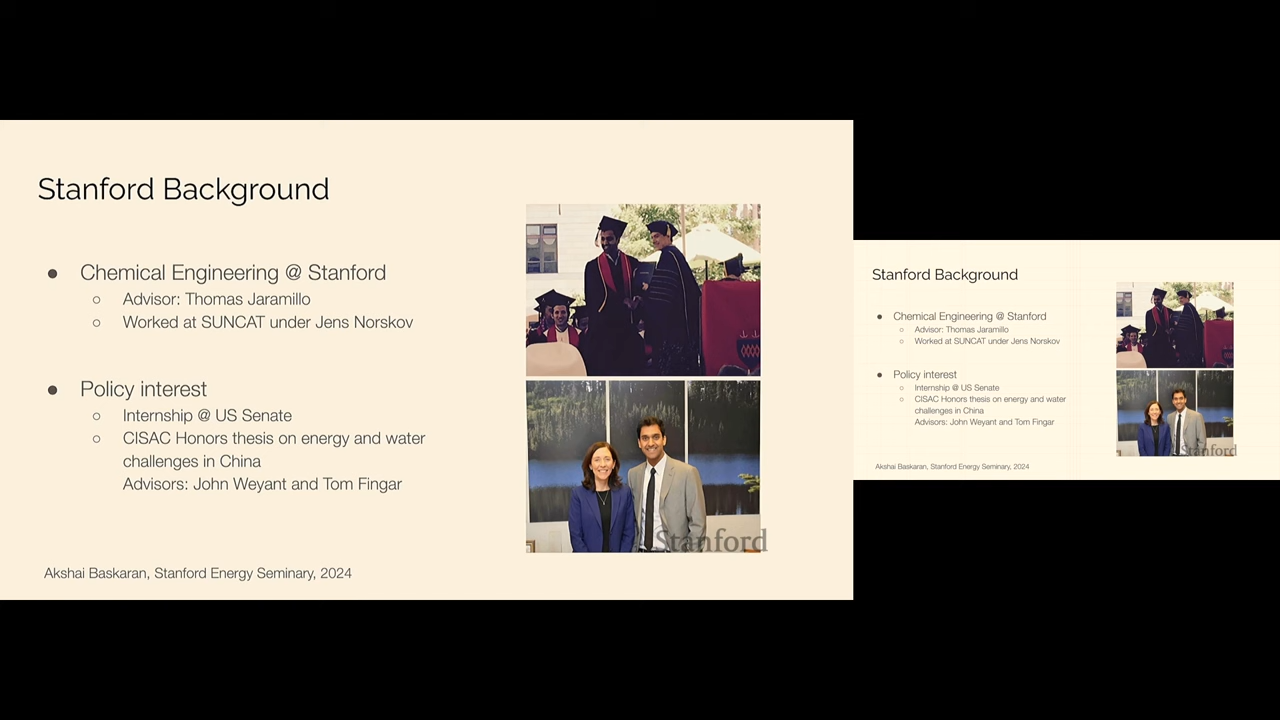 Stanford Background
● Chemical Engineering @ Stanford
○ Advisor: Thomas Jaramillo
○ Worked at SUNCAT under Jens Norskov
● Policy interest
○ Internship @ US Senate
○ CISAC Honors thesis on energy and water
challenges in China
Advisors: John Weyant and Tom Fingar
Stanford
Akshai Baskaran, Stanford Energy Seminary, 2024
Stanford Background
● Chemical Engineering @ Stanford
○ Advisor: Thomas Jaramillo
○ Worked at SUNCAT under Jens Norskov
● Policy interest
○ Internship @ US Senate
○ CISAC Honors thesis on energy and water
challenges in China
Advisors: John Weyant and Tom Fingar
Stanford
Akshai Baskaran, Stanford Energy Seminary, 2024